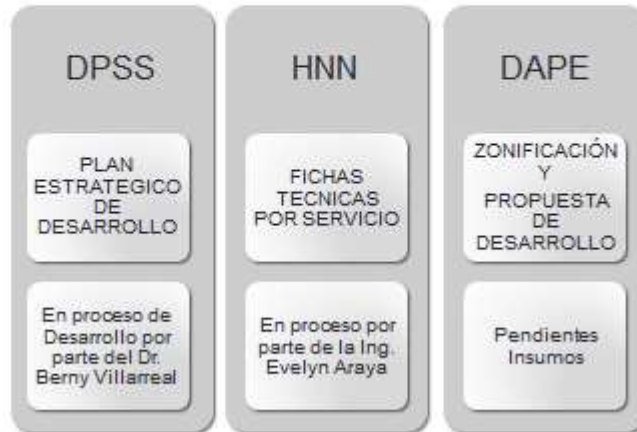 DPSS
PLAN
ESTRATEGICO
DE
DESARROLLO
En proceso de
Desarrollo por
parte del Dr.
Berny Villarreal
HNN
FICHAS
TECNICAS
POR SERVICIO
En proceso por
parte de la Ing.
Evelyn Araya
DAPE
ZONIFICACIÓN
Y
PROPUESTA
DE
DESARROLLO
Pendientes
Insumos